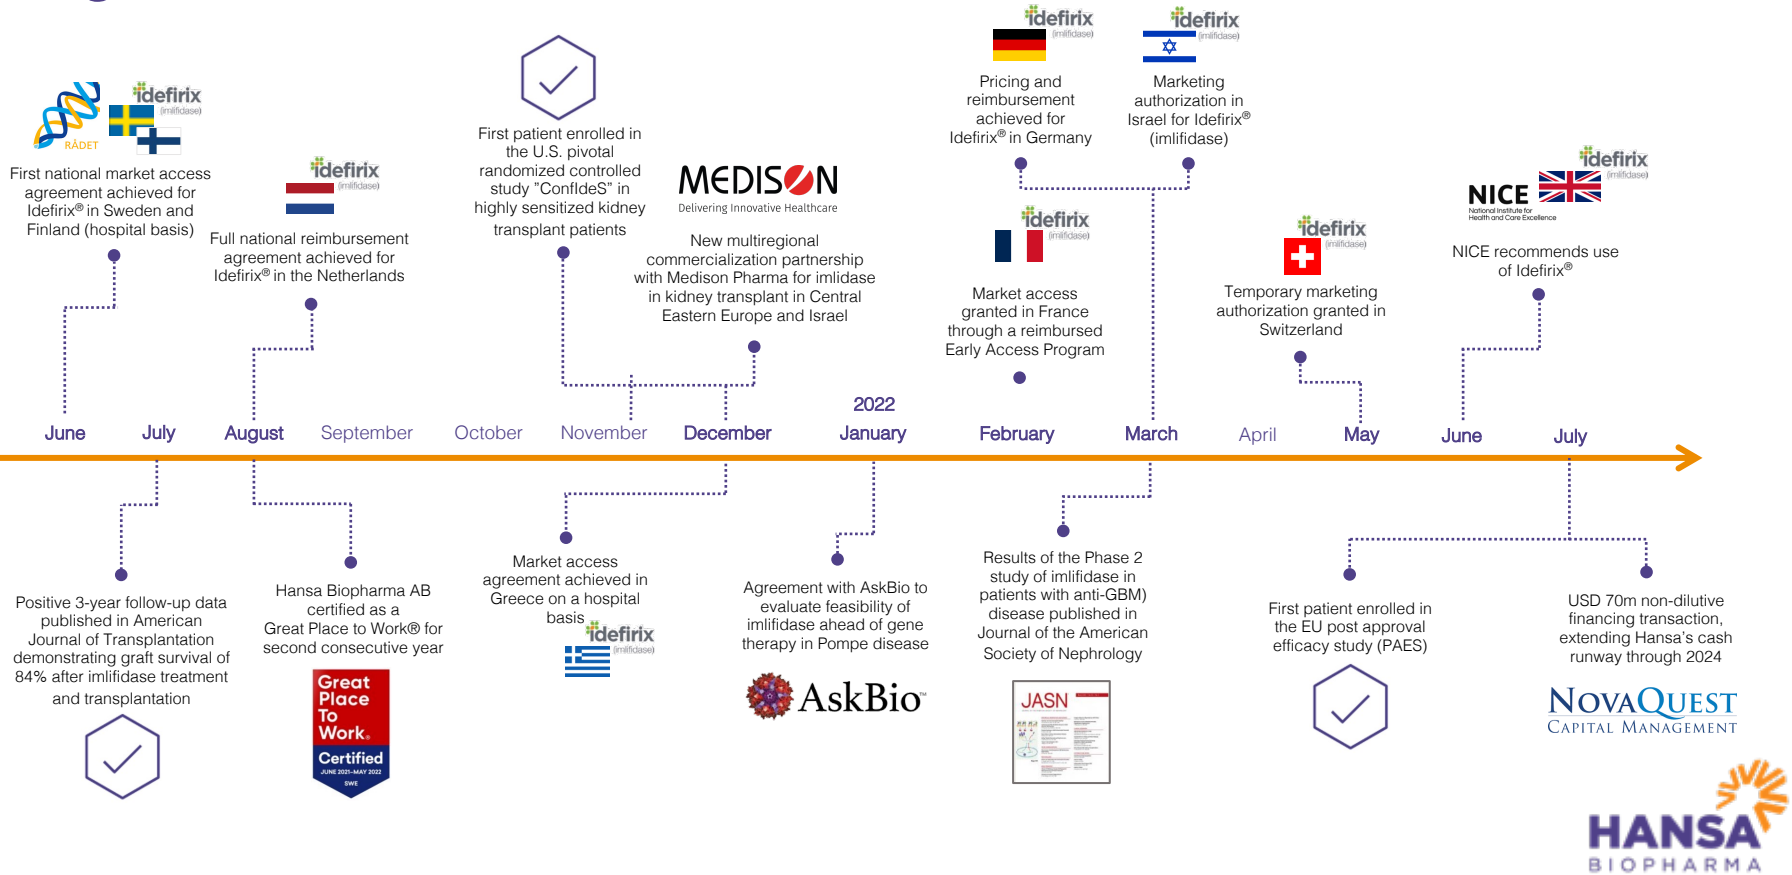 RÅDET
idefirix
(imlifidase)
First national market access
agreement achieved for
Idefirix® in Sweden and
Finland (hospital basis)
idefirix
(imlifidase)
Full national reimbursement
agreement achieved for
Idefirix® in the Netherlands
First patient enrolled in
the U.S. pivotal
randomized controlled
study ”ConfIdeS” in
highly sensitized kidney
transplant patients
MEDISON
Delivering Innovative Healthcare
New multiregional
commercialization partnership
with Medison Pharma for imlidase
in kidney transplant in Central
Eastern Europe and Israel
idefirix
(imlifidase)
Pricing and
reimbursement
achieved for
Idefirix® in Germany
idefirix
(imlifidase)
Marketing
authorization in
Israel for Idefirix®
(imlifidase)
idefirix
(imlifidase)
Market access
granted in France
through a reimbursed
Early Access Program
idefirix
(imlifidase)
Temporary marketing
authorization granted in
Switzerland
idefirix
(imlifidase)
NICE
National Institute for
Health and Care Excellence
NICE recommends use
of Idefirix®
2022
June July August September October November December January February March April May June July
Positive 3-year follow-up data
published in American
Journal of Transplantation
demonstrating graft survival of
84% after imlifidase treatment
and transplantation
Hansa Biopharma AB
certified as a
Great Place to Work® for
second consecutive year
Great
Place
To
Work®
Certified
JUNE 2021–MAY 2022
SWE
Market access
agreement achieved in
Greece on a hospital
basis
idefirix
(imlifidase)
Agreement with AskBio to
evaluate feasibility of
imlifidase ahead of gene
therapy in Pompe disease
AskBio™
Results of the Phase 2
study of imlifidase in
patients with anti-GBM)
disease published in
Journal of the American
Society of Nephrology
JASN
First patient enrolled in
the EU post approval
efficacy study (PAES)
USD 70m non-dilutive
financing transaction,
extending Hansa’s cash
runway through 2024
NOVAQUEST
CAPITAL MANAGEMENT
HANSA
BIOPHARMA